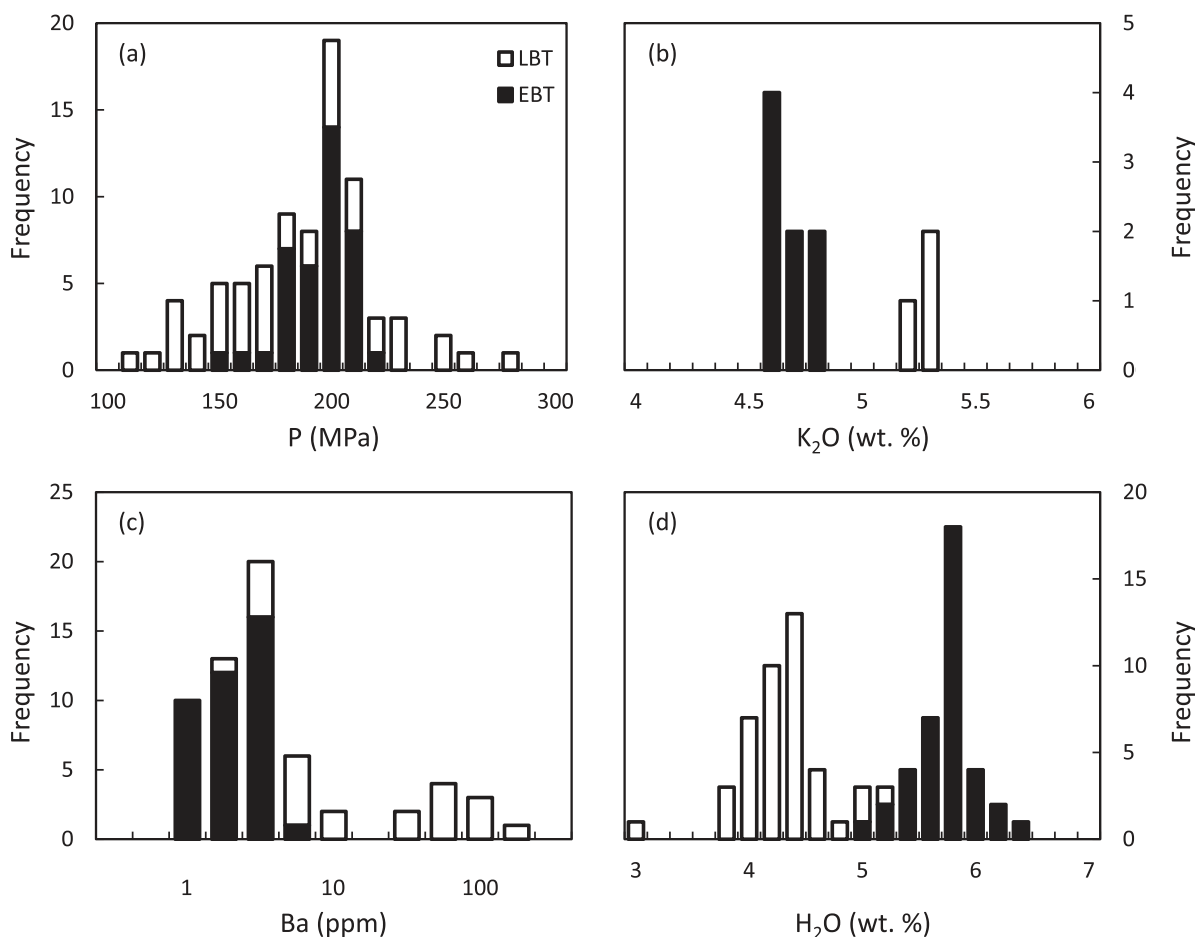 20
15
10
5
0
Frequency
(a)
LBT
EBT
100 150 200 250 300
P (MPa)
(b)
5
4
3
2
1
0
Frequency
4 4.5 5 5.5 6
K₂O (wt. %)
25
20
15
10
5
0
Frequency
(c)
1 10 100
Ba (ppm)
(d)
20
15
10
5
0
Frequency
3 4 5 6 7
H₂O (wt. %)